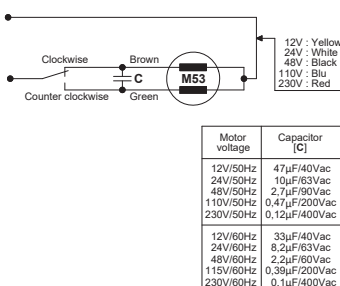 Clockwise
Brown
C
M53
Counter clockwise
Green
12V : Yellow
24V : White
48V : Black
110V : Blu
230V : Red
Motor voltage
Capacitor [C]
12V/50Hz 47µF/40Vac
24V/50Hz 10µF/63Vac
48V/50Hz 2,7µF/90Vac
110V/50Hz 0,47µF/200Vac
230V/50Hz 0,12µF/400Vac
12V/60Hz 33µF/40Vac
24V/60Hz 8,2µF/63Vac
48V/60Hz 2,2µF/60Vac
115V/60Hz 0,39µF/200Vac
230V/60Hz 0,1µF/400Vac